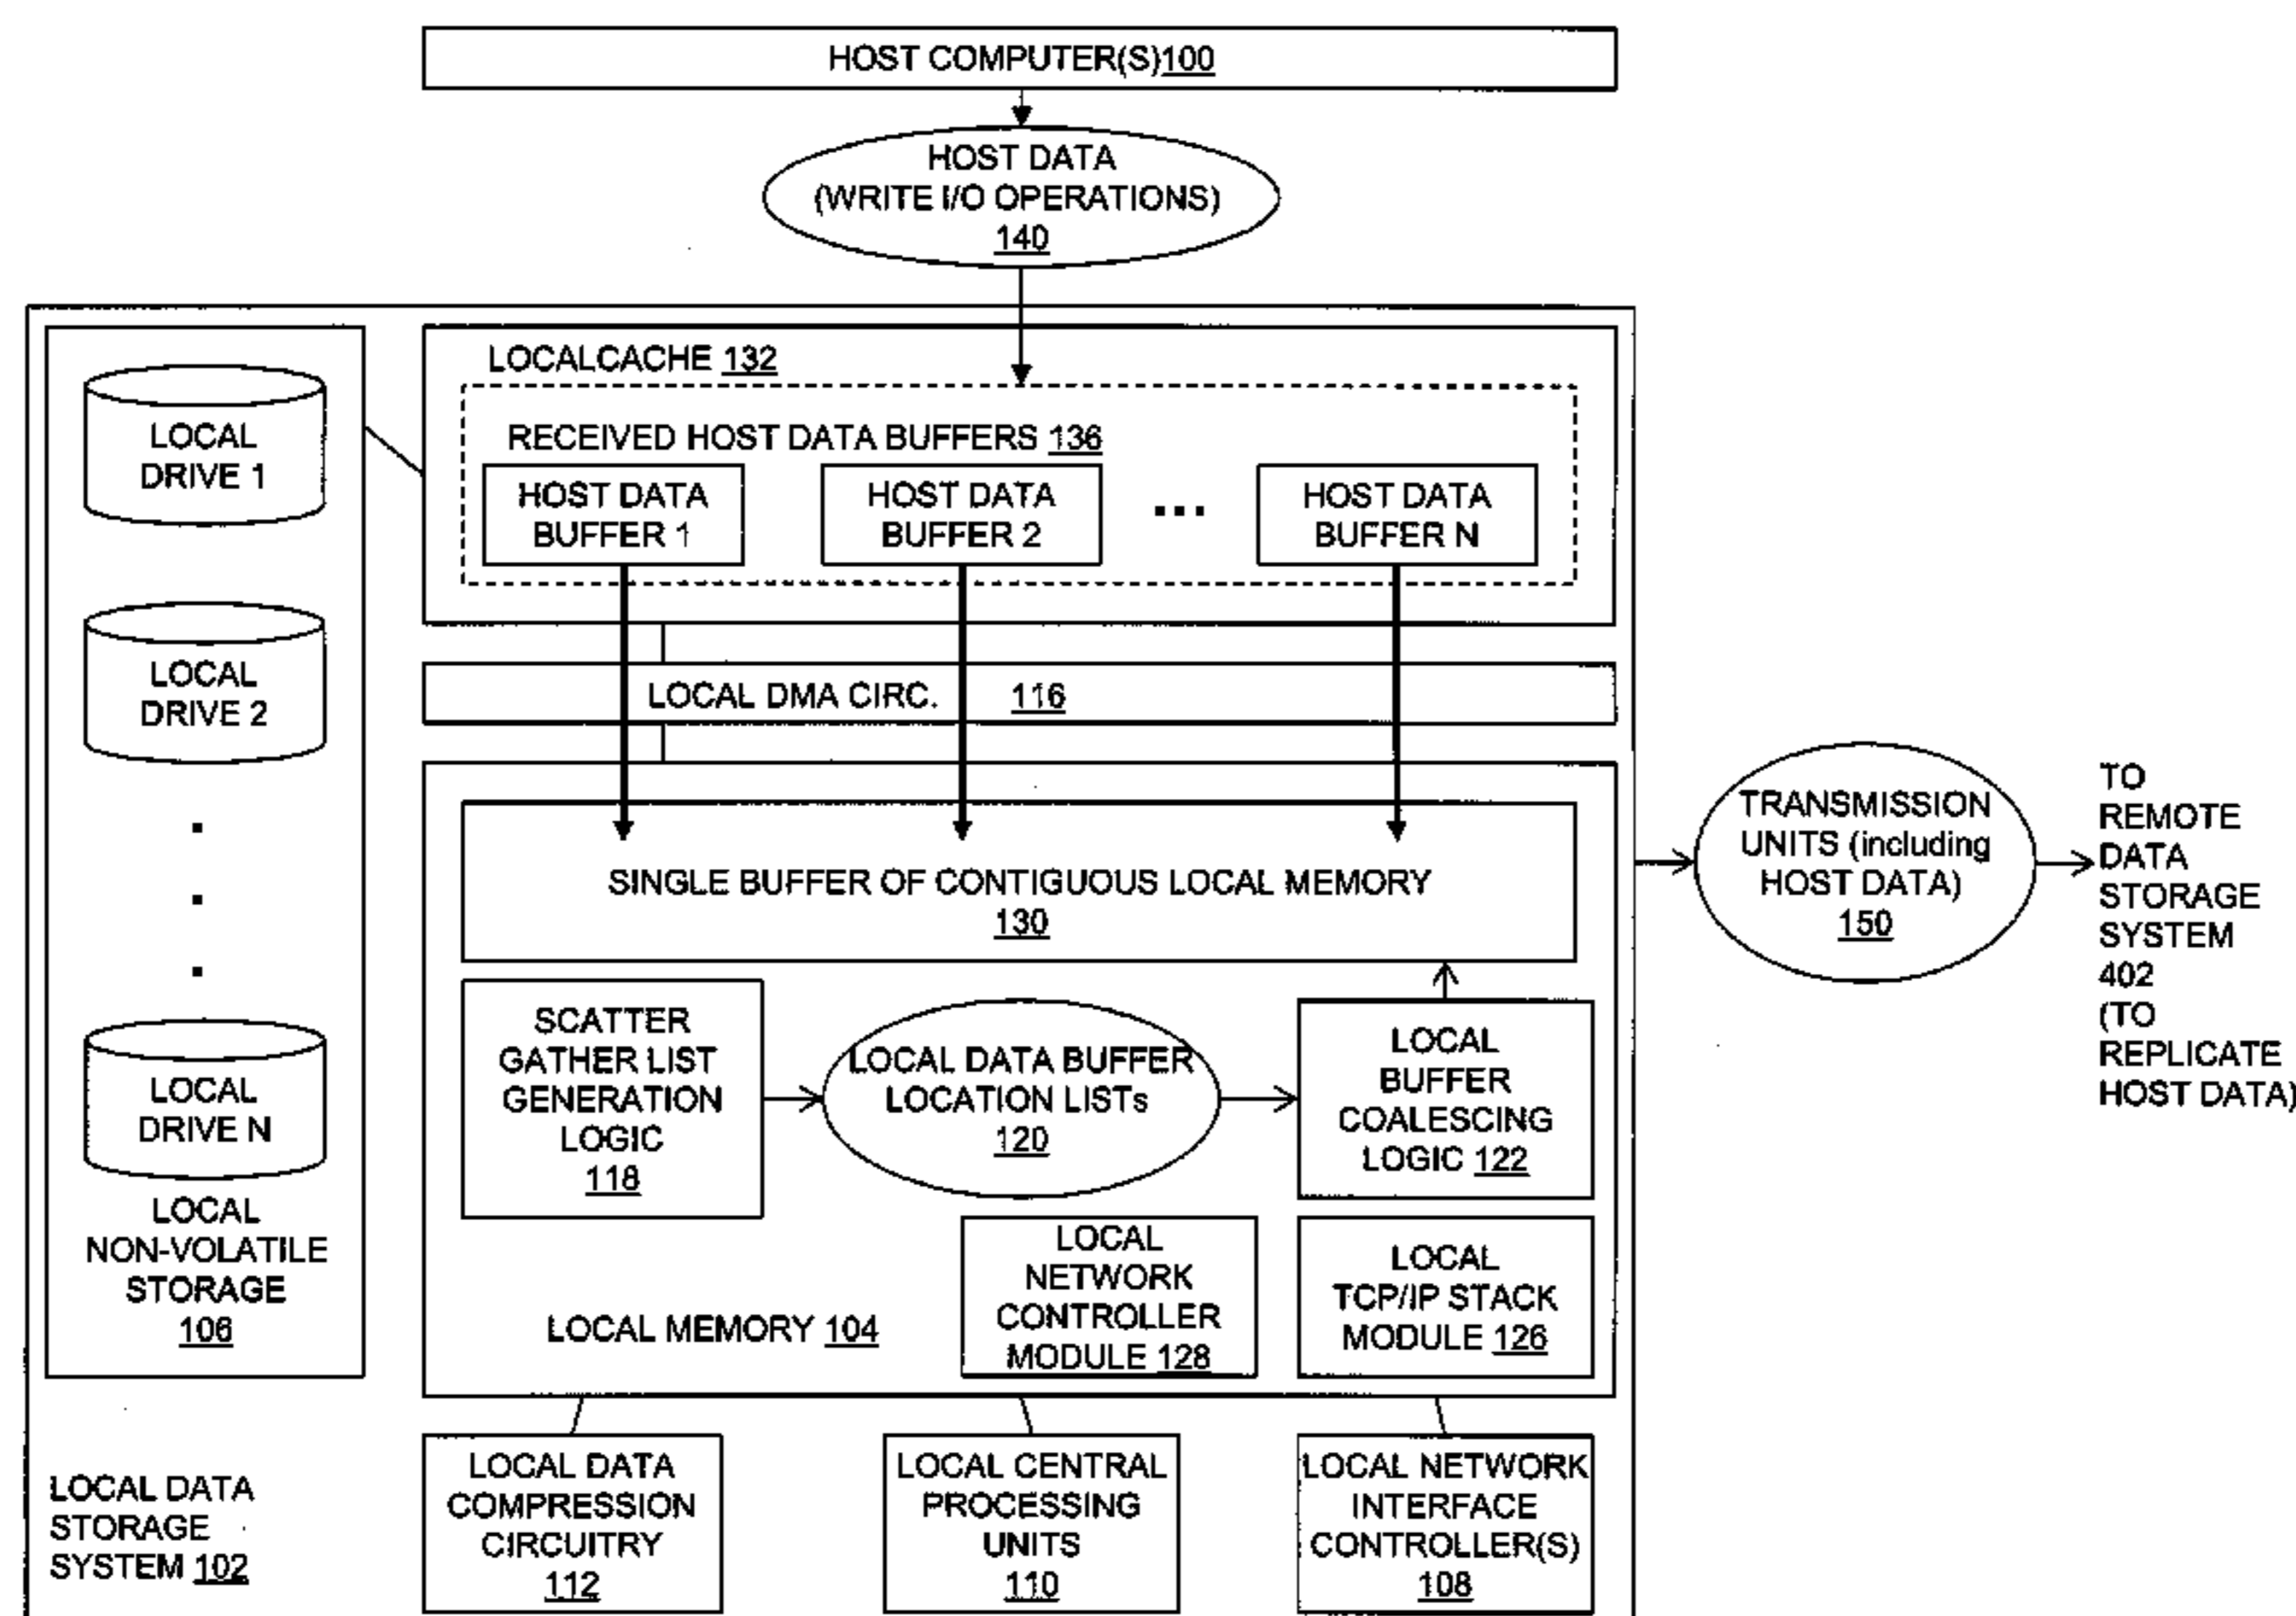 HOST COMPUTER(S)100
HOST DATA
(WRITE I/O OPERATIONS)
140
LOCALCACHE 132
RECEIVED HOST DATA BUFFERS 136
HOST DATA
BUFFER 1
HOST DATA
BUFFER 2
...
HOST DATA
BUFFER N
LOCAL
DRIVE 1
LOCAL
DRIVE 2
.
.
.
LOCAL
DRIVE N
LOCAL
NON-VOLATILE
STORAGE
106
LOCAL DMA CIRC. 116
SINGLE BUFFER OF CONTIGUOUS LOCAL MEMORY
130
SCATTER
GATHER LIST
GENERATION
LOGIC
118
LOCAL DATA BUFFER
LOCATION LISTs
120
LOCAL
BUFFER
COALESCING
LOGIC 122
LOCAL
NETWORK
CONTROLLER
MODULE 128
LOCAL
TCP/IP STACK
MODULE 126
LOCAL MEMORY 104
TRANSMISSION
UNITS (including
HOST DATA)
150
TO
REMOTE
DATA
STORAGE
SYSTEM
402
(TO
REPLICATE
HOST DATA)
LOCAL DATA
STORAGE
SYSTEM 102
LOCAL DATA
COMPRESSION
CIRCUITRY
112
LOCAL CENTRAL
PROCESSING
UNITS
110
LOCAL NETWORK
INTERFACE
CONTROLLER(S)
108